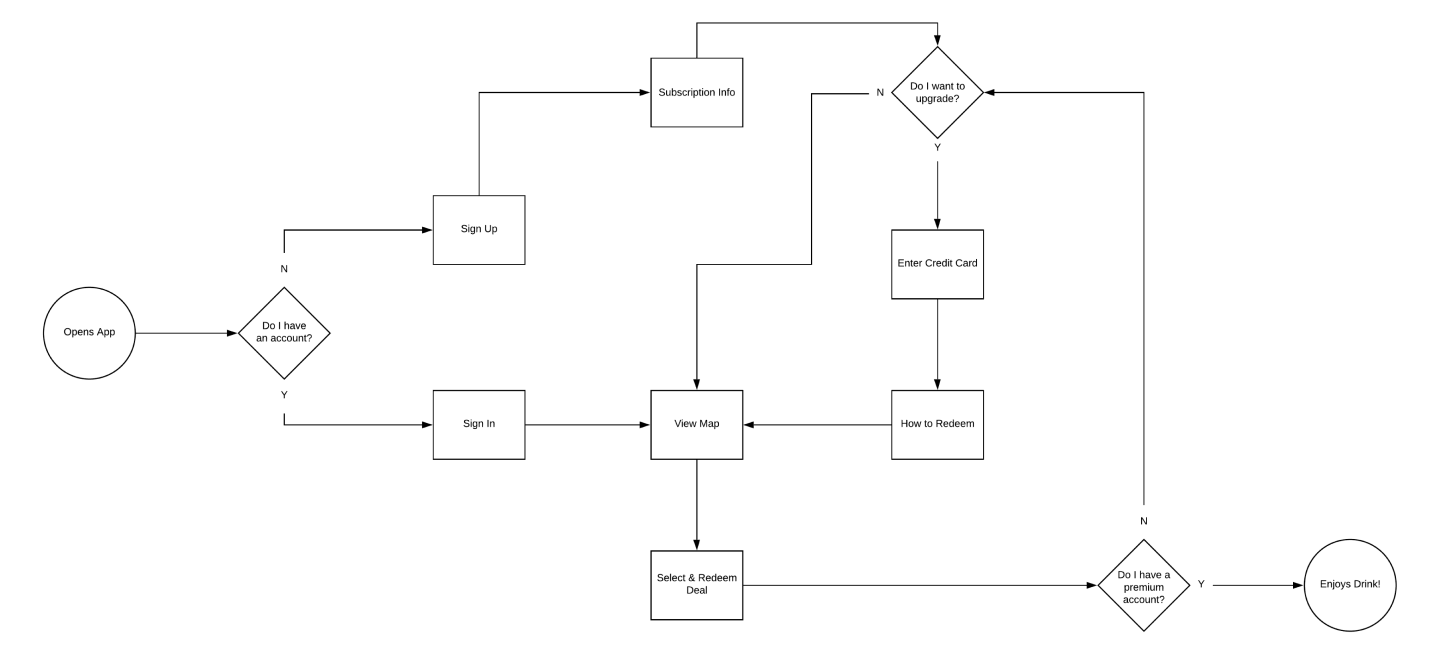 Subscription Info
Do I want to
upgrade?
N
Y
Sign Up
Enter Credit Card
N
Opens App
Do I have
an account?
Y
Sign In
View Map
How to Redeem
N
Select & Redeem
Deal
Do I have a
premium
account?
Y
Enjoys Drink!